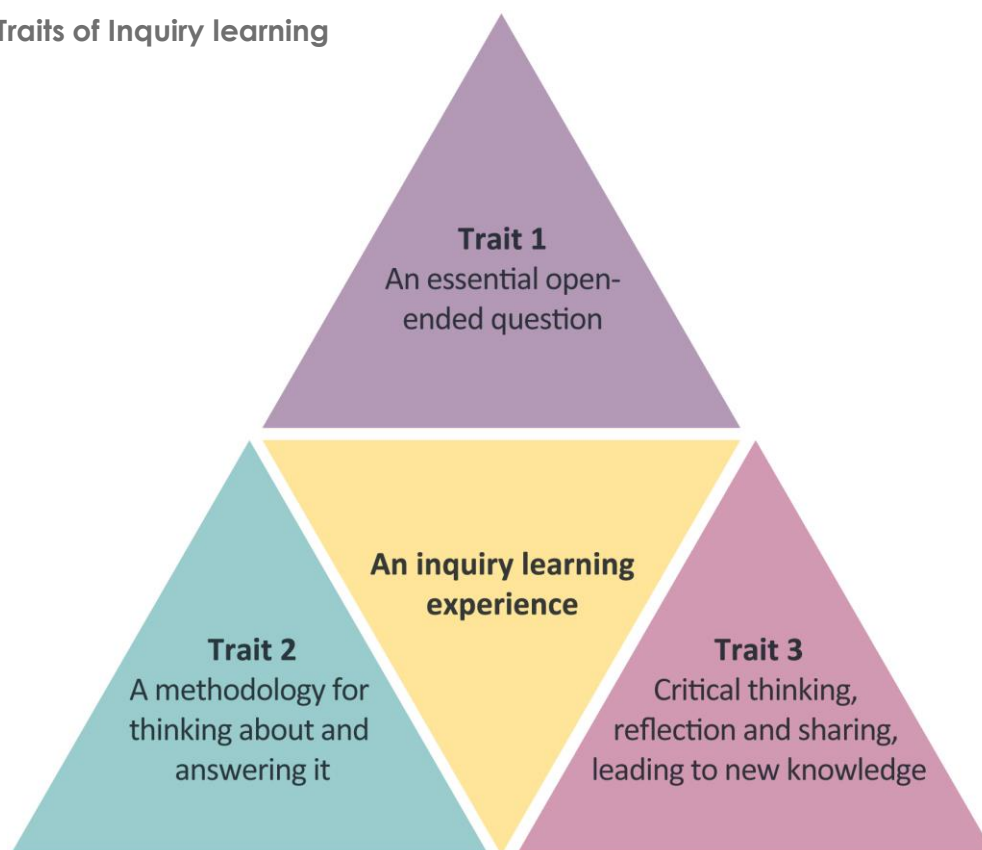 Traits of Inquiry learning
Trait 1
An essential open-
ended question
An inquiry learning
experience
Trait 2
A methodology for
thinking about and
answering it
Trait 3
Critical thinking,
reflection and sharing,
leading to new knowledge